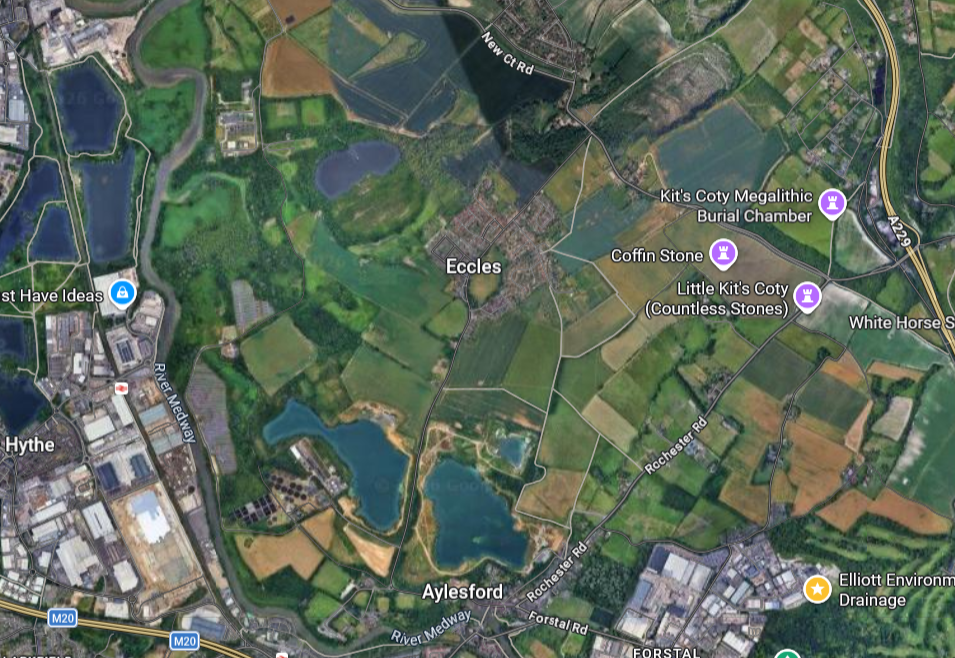 New Ct Rd
Kit's Coty Megalithic
Burial Chamber
A229
Coffin Stone
Eccles
Little Kit's Coty
(Countless Stones)
st Have Ideas
White Horse S
River Medway
Hythe
Rochester Rd
Rochester Rd
Aylesford
Elliott Environm
Drainage
M20
M20
River Medway
Forstal Rd
FORSTAL